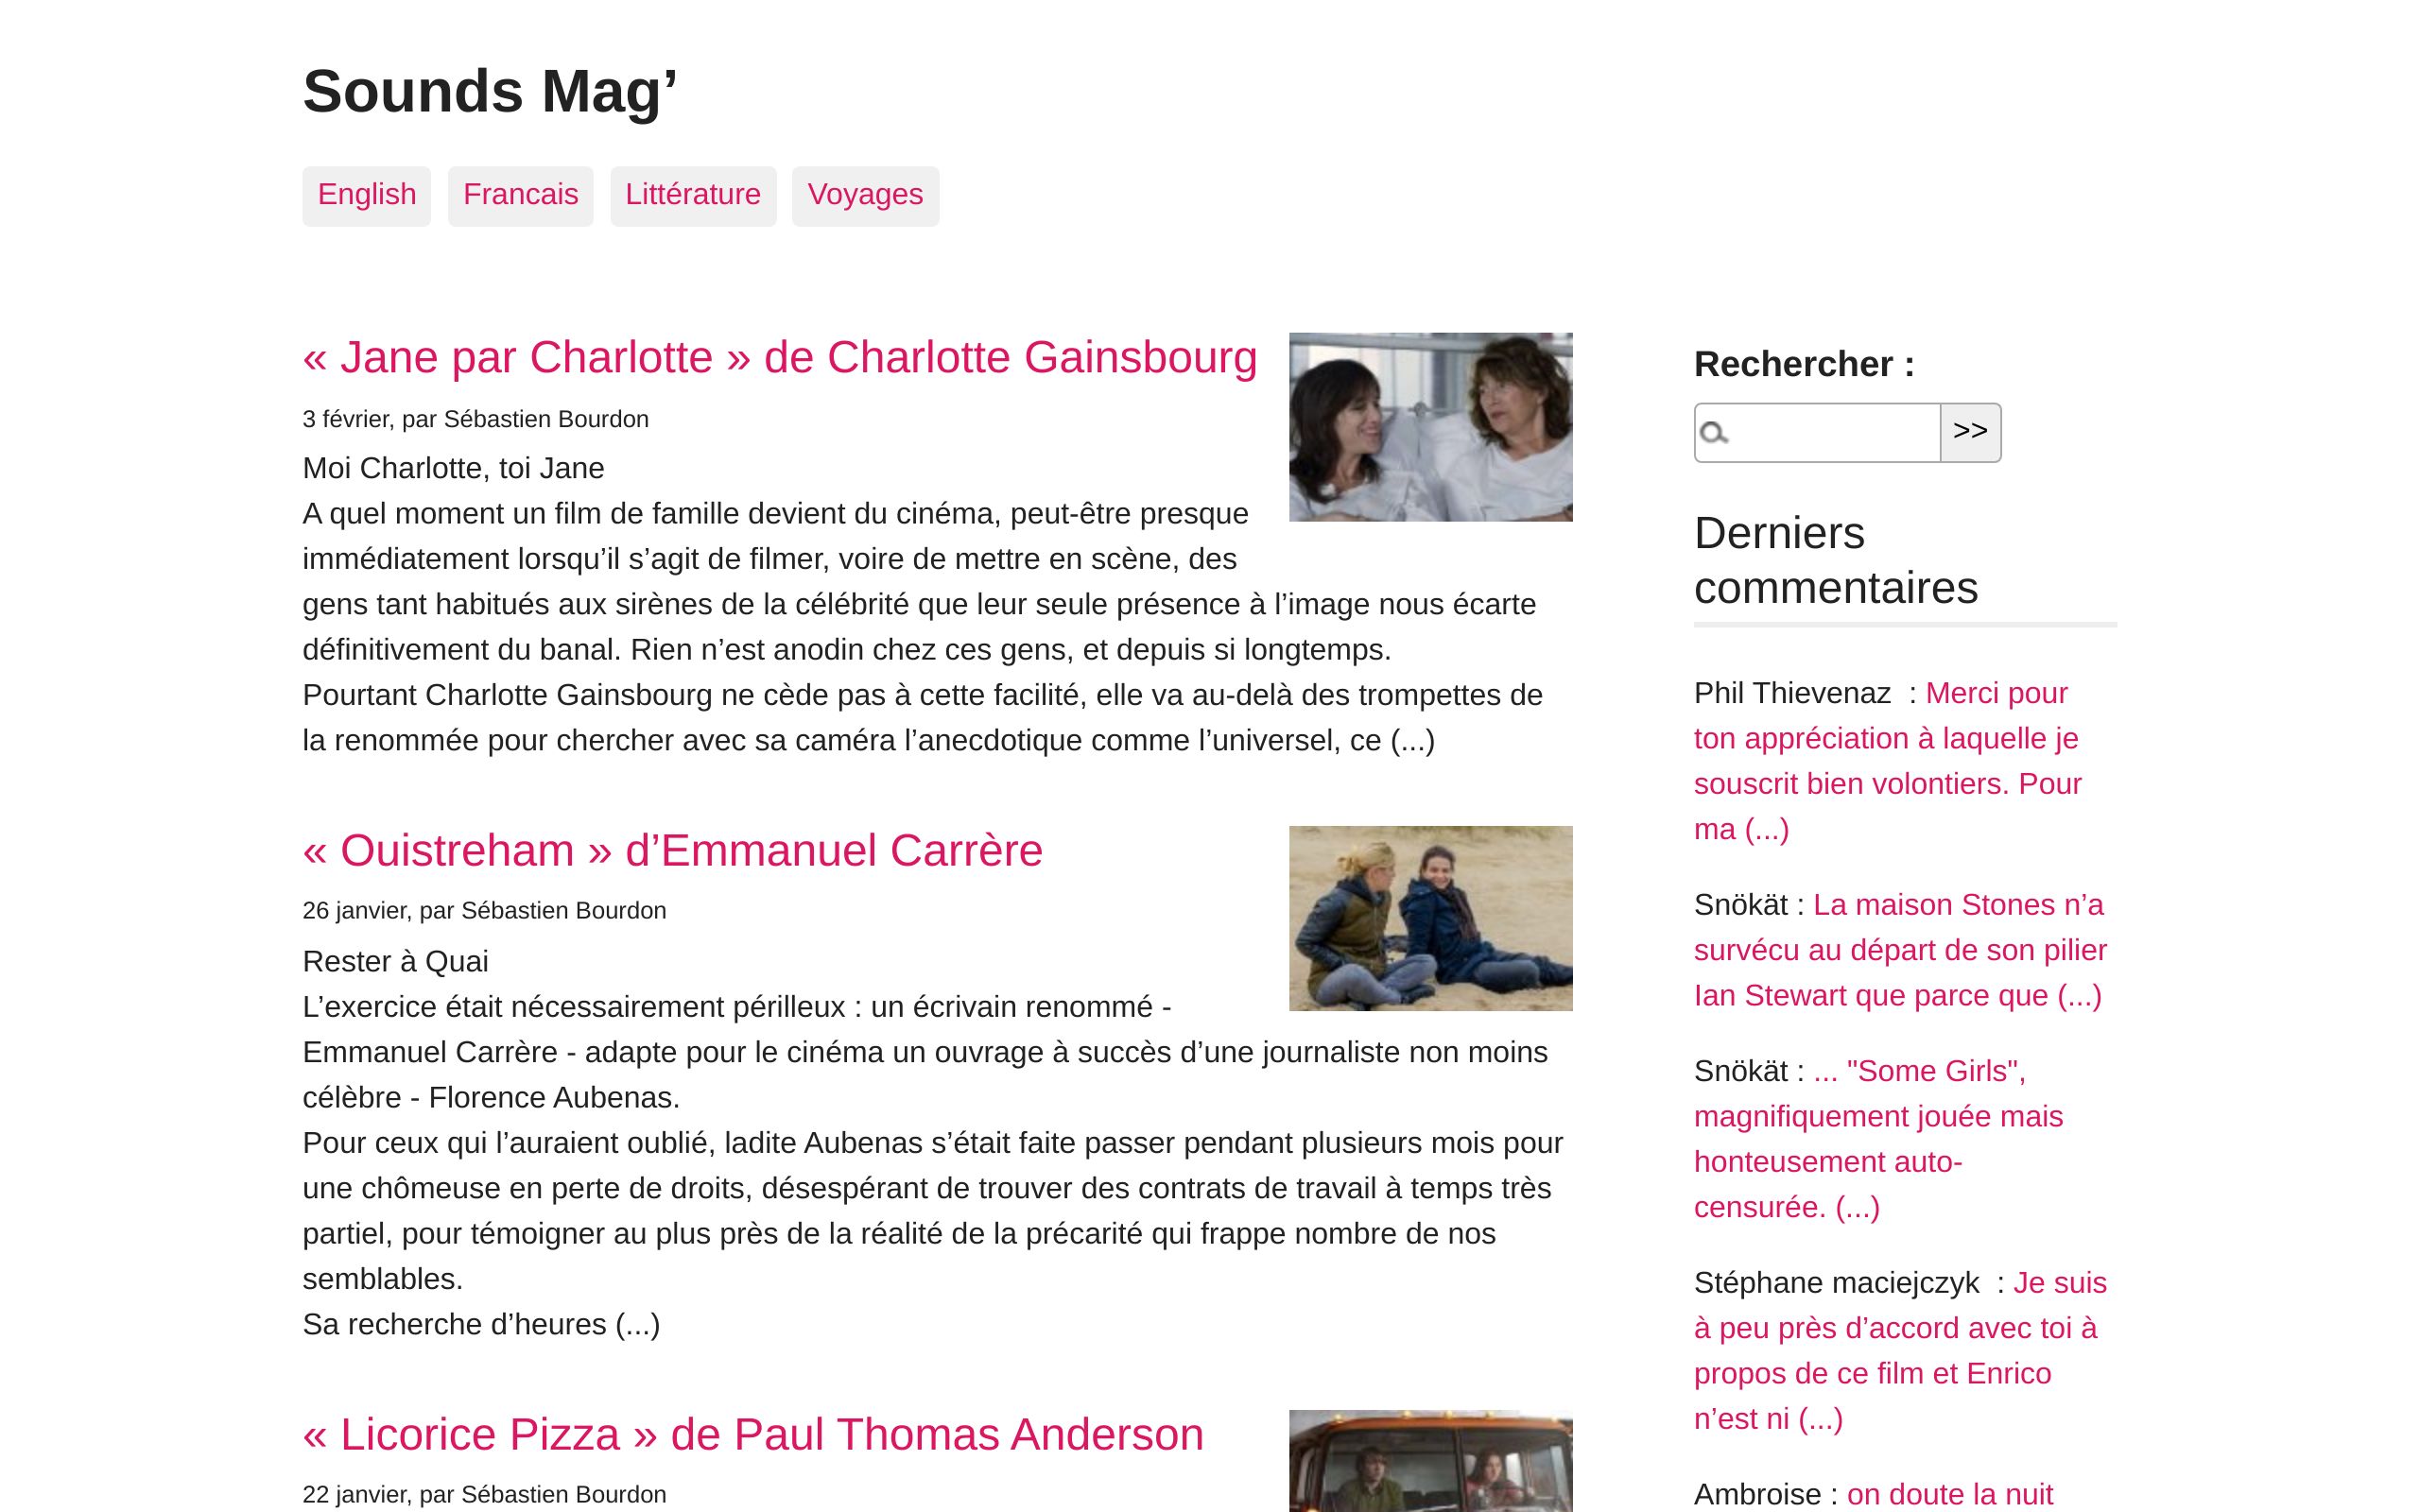 Sounds Mag’
English Francais Littérature Voyages
« Jane par Charlotte » de Charlotte Gainsbourg
3 février, par Sébastien Bourdon
Moi Charlotte, toi Jane
A quel moment un film de famille devient du cinéma, peut-être presque
immédiatement lorsqu’il s’agit de filmer, voire de mettre en scène, des
gens tant habitués aux sirènes de la célébrité que leur seule présence à l’image nous écarte
définitivement du banal. Rien n’est anodin chez ces gens, et depuis si longtemps.
Pourtant Charlotte Gainsbourg ne cède pas à cette facilité, elle va au-delà des trompettes de
la renommée pour chercher avec sa caméra l’anecdotique comme l’universel, ce (...)
« Ouistreham » d’Emmanuel Carrère
26 janvier, par Sébastien Bourdon
Rester à Quai
L’exercice était nécessairement périlleux : un écrivain renommé -
Emmanuel Carrère - adapte pour le cinéma un ouvrage à succès d’une journaliste non moins
célèbre - Florence Aubenas.
Pour ceux qui l’auraient oublié, ladite Aubenas s’était faite passer pendant plusieurs mois pour
une chômeuse en perte de droits, désespérant de trouver des contrats de travail à temps très
partiel, pour témoigner au plus près de la réalité de la précarité qui frappe nombre de nos
semblables.
Sa recherche d’heures (...)
« Licorice Pizza » de Paul Thomas Anderson
22 janvier, par Sébastien Bourdon
Rechercher :
>>
Derniers
commentaires
Phil Thievenaz  : Merci pour
ton appréciation à laquelle je
souscrit bien volontiers. Pour
ma (...)
Snökät : La maison Stones n’a
survécu au départ de son pilier
Ian Stewart que parce que (...)
Snökät : ... "Some Girls",
magnifiquement jouée mais
honteusement auto-
censurée. (...)
Stéphane maciejczyk  : Je suis
à peu près d’accord avec toi à
propos de ce film et Enrico
n’est ni (...)
Ambroise : on doute la nuit